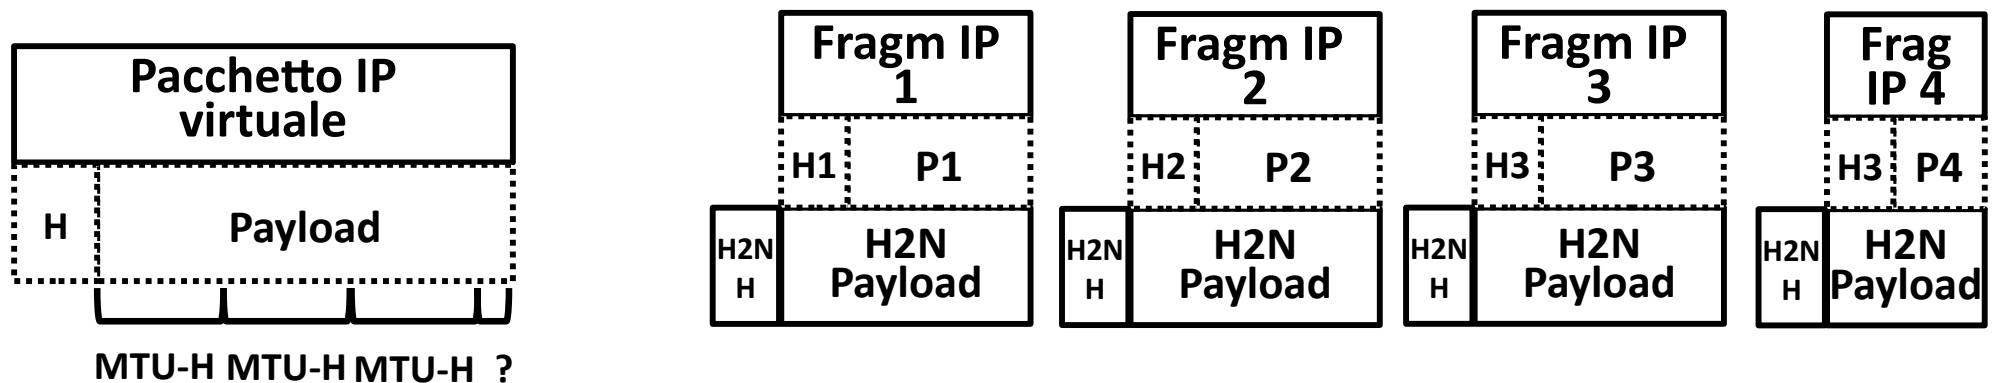 Pacchetto IP
virtuale
H
Payload
MTU-H MTU-H MTU-H ?
Fragm IP
1
H1
P1
H2N
H
H2N
Payload
Fragm IP
2
H2
P2
H2N
H
H2N
Payload
Fragm IP
3
H3
P3
H2N
H
H2N
Payload
Frag
IP 4
H3
P4
H2N
H
H2N
Payload